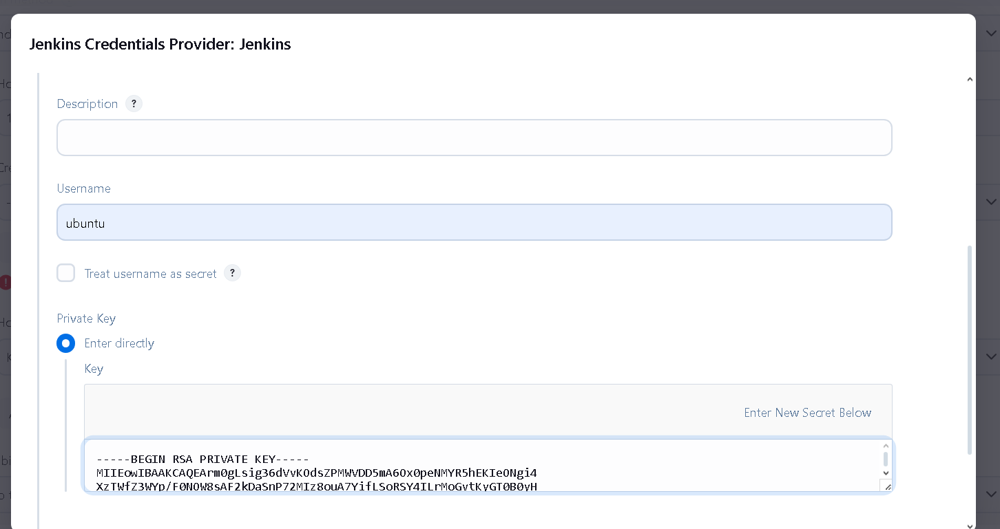 Jenkins Credentials Provider: Jenkins
Description ?
Username
ubuntu
Treat username as secret ?
Private Key
Enter directly
Key
Enter New Secret Below
-----BEGIN RSA PRIVATE KEY-----
MIIEowIBAAKCAQEArm0gLsig36dVvKOdsZPMWVDD5mA6Ox0peNMYR5hEKIeONgi4
XzTWfZ3WYp/F0NOW8sAF2kDaSnP72MIz8ouA7YifLSoRSY4ILrMoGvtKyGT0B0yH